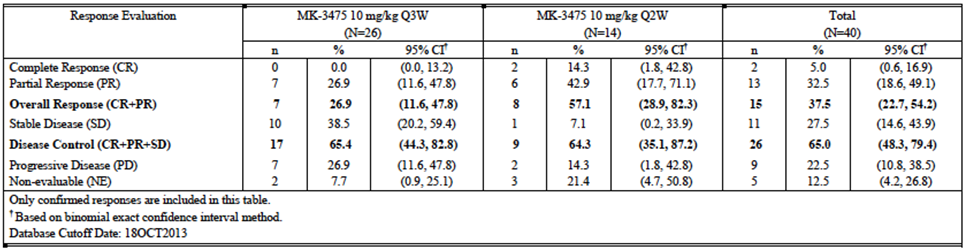 Response Evaluation MK-3475 10 mg/kg Q3W MK-3475 10 mg/kg Q2W Total
(N=26) (N=14) (N=40)
n % 95% CI† n % 95% CI† n % 95% CI†
Complete Response (CR) 0 0.0 (0.0, 13.2) 2 14.3 (1.8, 42.8) 2 5.0 (0.6, 16.9)
Partial Response (PR) 7 26.9 (11.6, 47.8) 6 42.9 (17.7, 71.1) 13 32.5 (18.6, 49.1)
Overall Response (CR+PR) 7 26.9 (11.6, 47.8) 8 57.1 (28.9, 82.3) 15 37.5 (22.7, 54.2)
Stable Disease (SD) 10 38.5 (20.2, 59.4) 1 7.1 (0.2, 33.9) 11 27.5 (14.6, 43.9)
Disease Control (CR+PR+SD) 17 65.4 (44.3, 82.8) 9 64.3 (35.1, 87.2) 26 65.0 (48.3, 79.4)
Progressive Disease (PD) 7 26.9 (11.6, 47.8) 2 14.3 (1.8, 42.8) 9 22.5 (10.8, 38.5)
Non-evaluable (NE) 2 7.7 (0.9, 25.1) 3 21.4 (4.7, 50.8) 5 12.5 (4.2, 26.8)
Only confirmed responses are included in this table.
† Based on binomial exact confidence interval method.
Database Cutoff Date: 18OCT2013